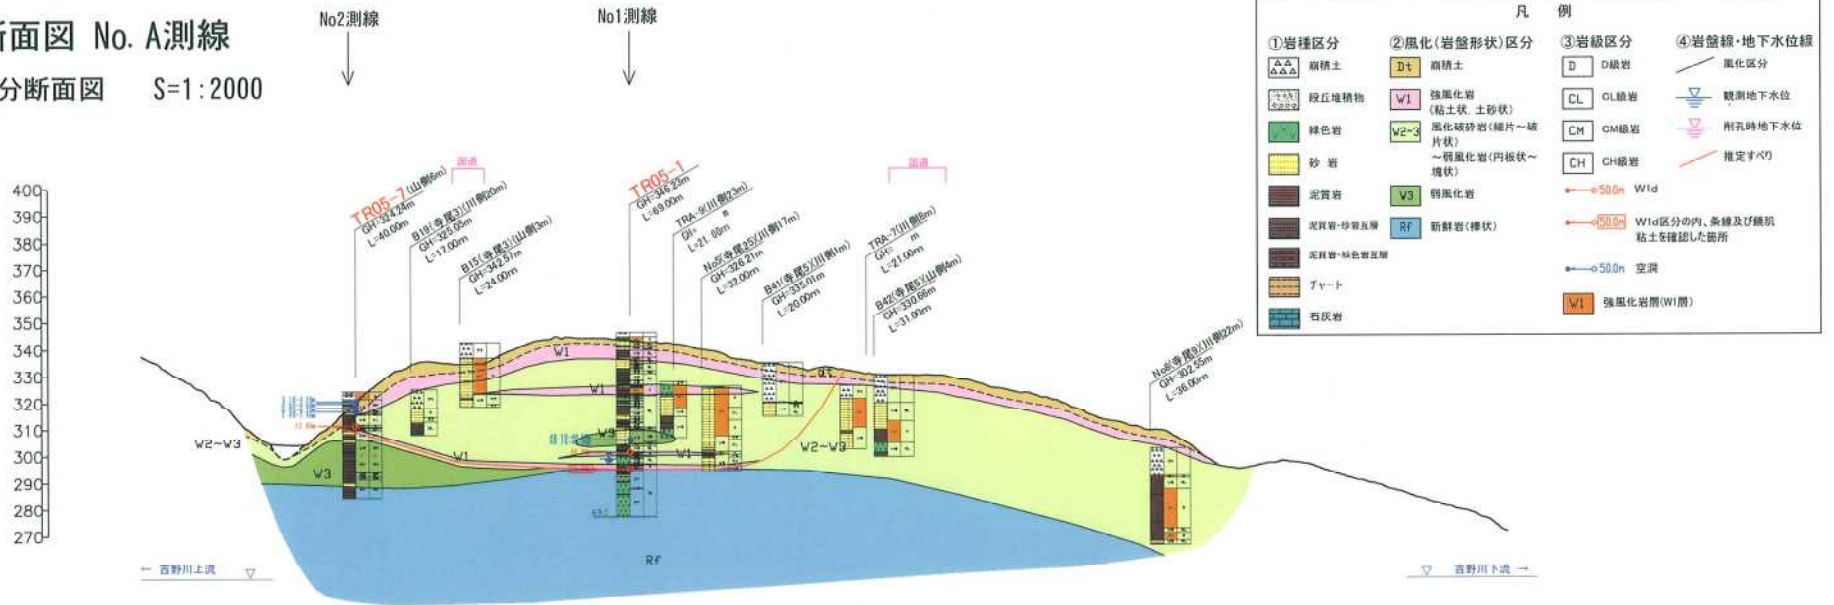 断面図 No. A測線
分断面図 S=1:2000
No2測線
No1測線
国道
国道
TR05-7 (山側6m)
GH=324.24m
L=40.00m
B19(寺尾3)(川側20m)
GH=325.05m
L=17.00m
B15(寺尾3)(山側3m)
GH=342.57m
L=24.00m
TR05-1
GH=346.23m
L=69.00m
TRA-9(川側23m)
GH= m
L=21.00m
No5(寺尾25)(川側17m)
GH=326.21m
L=32.00m
B41(寺尾5)(川側1m)
GH=335.01m
L=20.00m
TRA-7(川側8m)
GH= m
L=21.00m
B42(寺尾5)(山側4m)
GH=330.66m
L=31.00m
No8(寺尾9)(川側22m)
GH=302.55m
L=36.00m
400
390
380
370
360
350
340
330
320
310
300
290
280
270
W1
W1
dt
W3
W2~W3
W1
W1
W2~W3
W3
Rf
← 吉野川上流 ▽
▽ 吉野川下流 →
凡 例
①岩種区分
崩積土
段丘堆積物
緑色岩
砂 岩
泥質岩
泥質岩・砂岩互層
泥質岩・緑色岩互層
チャート
石灰岩
②風化(岩盤形状)区分
Dt 崩積土
W1 強風化岩
(粘土状、土砂状)
W2~3 風化破砕岩(細片~破
片状)
~弱風化岩(円板状~
塊状)
W3 弱風化岩
Rf 新鮮岩(棒状)
③岩級区分
D D級岩
CL CL級岩
CM CM級岩
CH CH級岩
50.0m W1d
50.0m W1d区分の内、条線及び鏡肌
粘土を確認した箇所
50.0m 空洞
W1 強風化岩層(W1層)
④岩盤線・地下水位線
風化区分
観測地下水位
削孔時地下水位
推定すべり